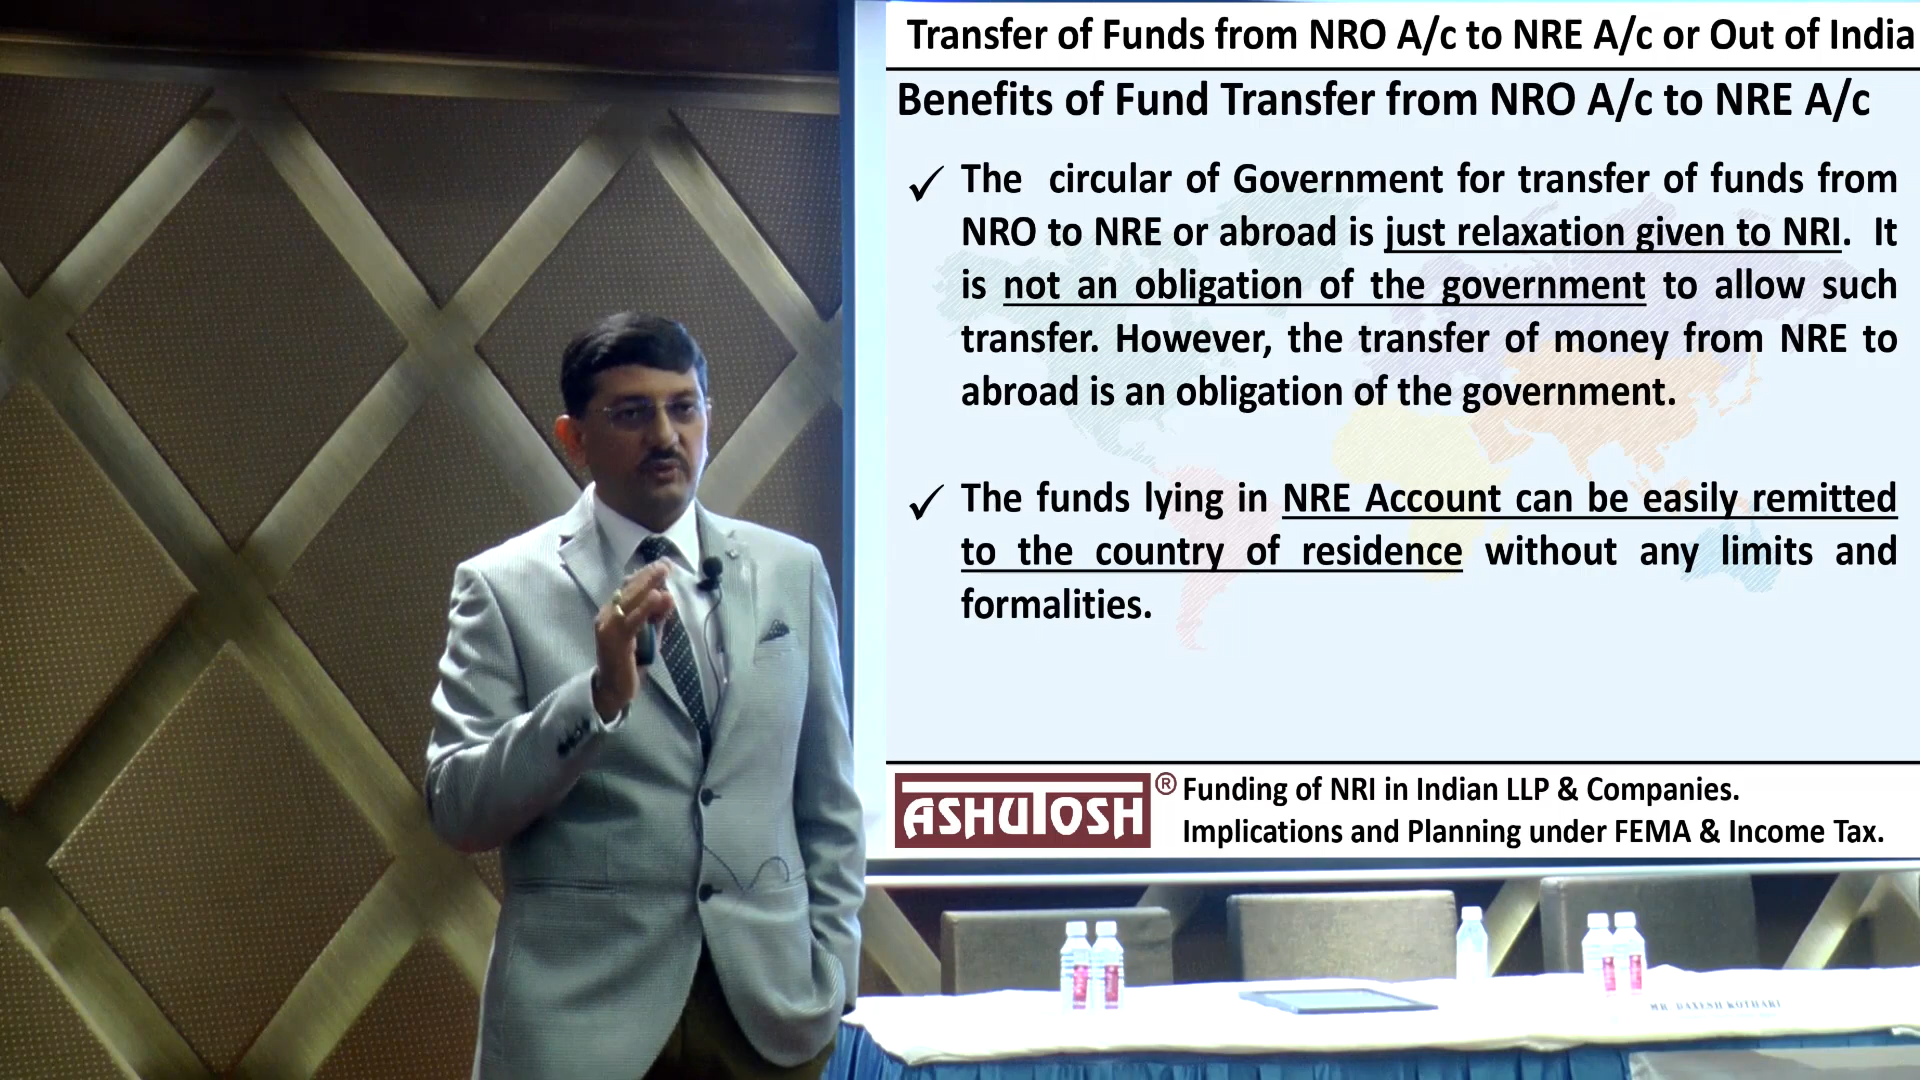 Transfer of Funds from NRO A/c to NRE A/c or Out of India
Benefits of Fund Transfer from NRO A/c to NRE A/c
✓ The circular of Government for transfer of funds from
NRO to NRE or abroad is just relaxation given to NRI. It
is not an obligation of the government to allow such
transfer. However, the transfer of money from NRE to
abroad is an obligation of the government.
✓ The funds lying in NRE Account can be easily remitted
to the country of residence without any limits and
formalities.
ASHUTOSH ®
Funding of NRI in Indian LLP & Companies.
Implications and Planning under FEMA & Income Tax.
MR. DAXESH KOTHARI